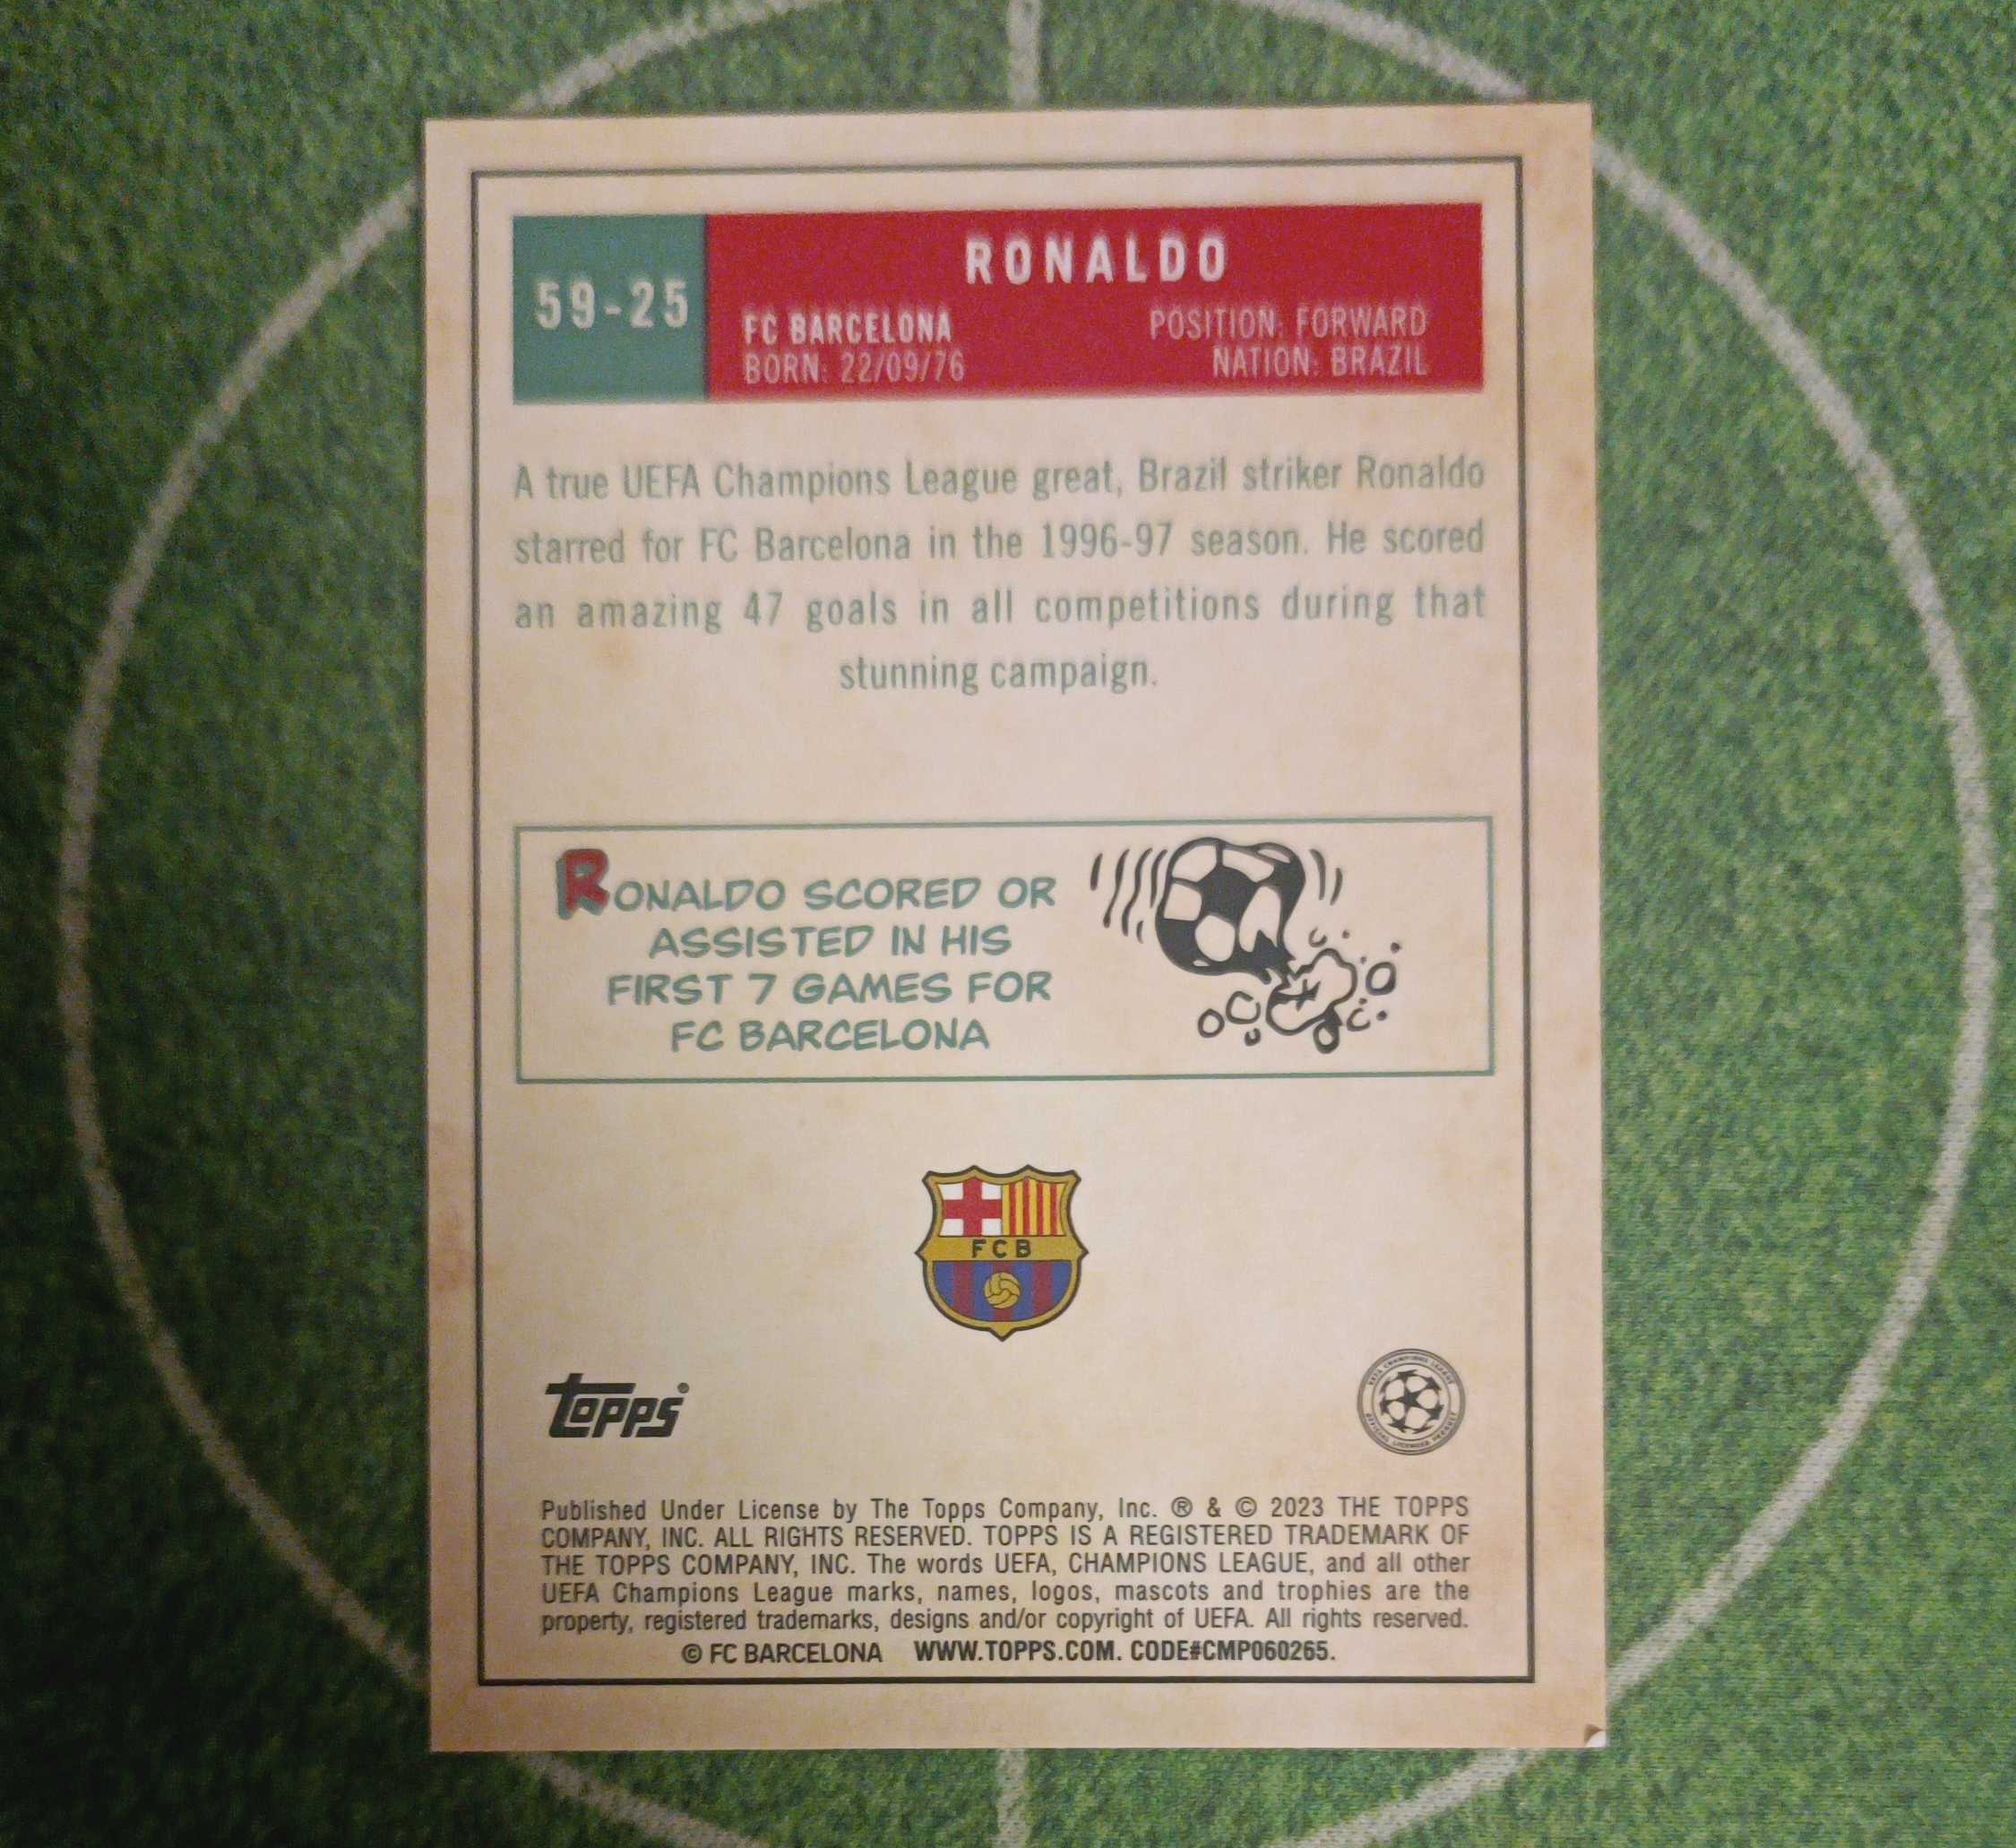 59-25
RONALDO
FC BARCELONA
BORN: 22/09/76
POSITION: FORWARD
NATION: BRAZIL
A true UEFA Champions League great, Brazil striker Ronaldo
starred for FC Barcelona in the 1996-97 season. He scored
an amazing 47 goals in all competitions during that
stunning campaign.
RONALDO SCORED OR
ASSISTED IN HIS
FIRST 7 GAMES FOR
FC BARCELONA
FCB
topps
UEFA CHAMPIONS LEAGUE
OFFICIAL LICENSED PRODUCT
Published Under License by The Topps Company, Inc. ® & © 2023 THE TOPPS
COMPANY, INC. ALL RIGHTS RESERVED. TOPPS IS A REGISTERED TRADEMARK OF
THE TOPPS COMPANY, INC. The words UEFA, CHAMPIONS LEAGUE, and all other
UEFA Champions League marks, names, logos, mascots and trophies are the
property, registered trademarks, designs and/or copyright of UEFA. All rights reserved.
© FC BARCELONA WWW.TOPPS.COM. CODE#CMP060265.